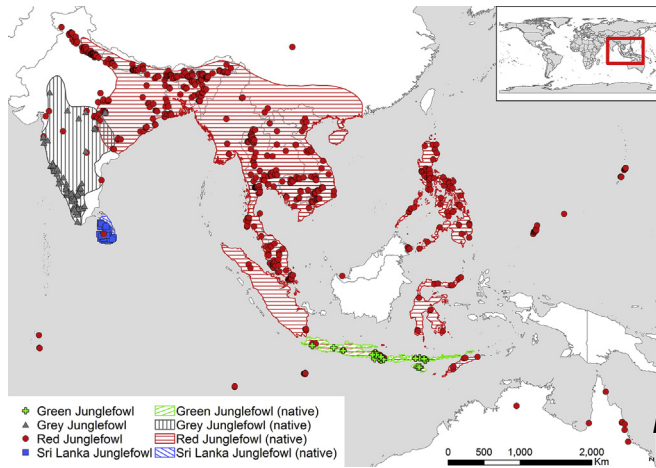 Green Junglefowl
Grey Junglefowl
Red Junglefowl
Sri Lanka Junglefowl
Green Junglefowl (native)
Grey Junglefowl (native)
Red Junglefowl (native)
Sri Lanka Junglefowl (native)
0 500 1,000 2,000
Km
N